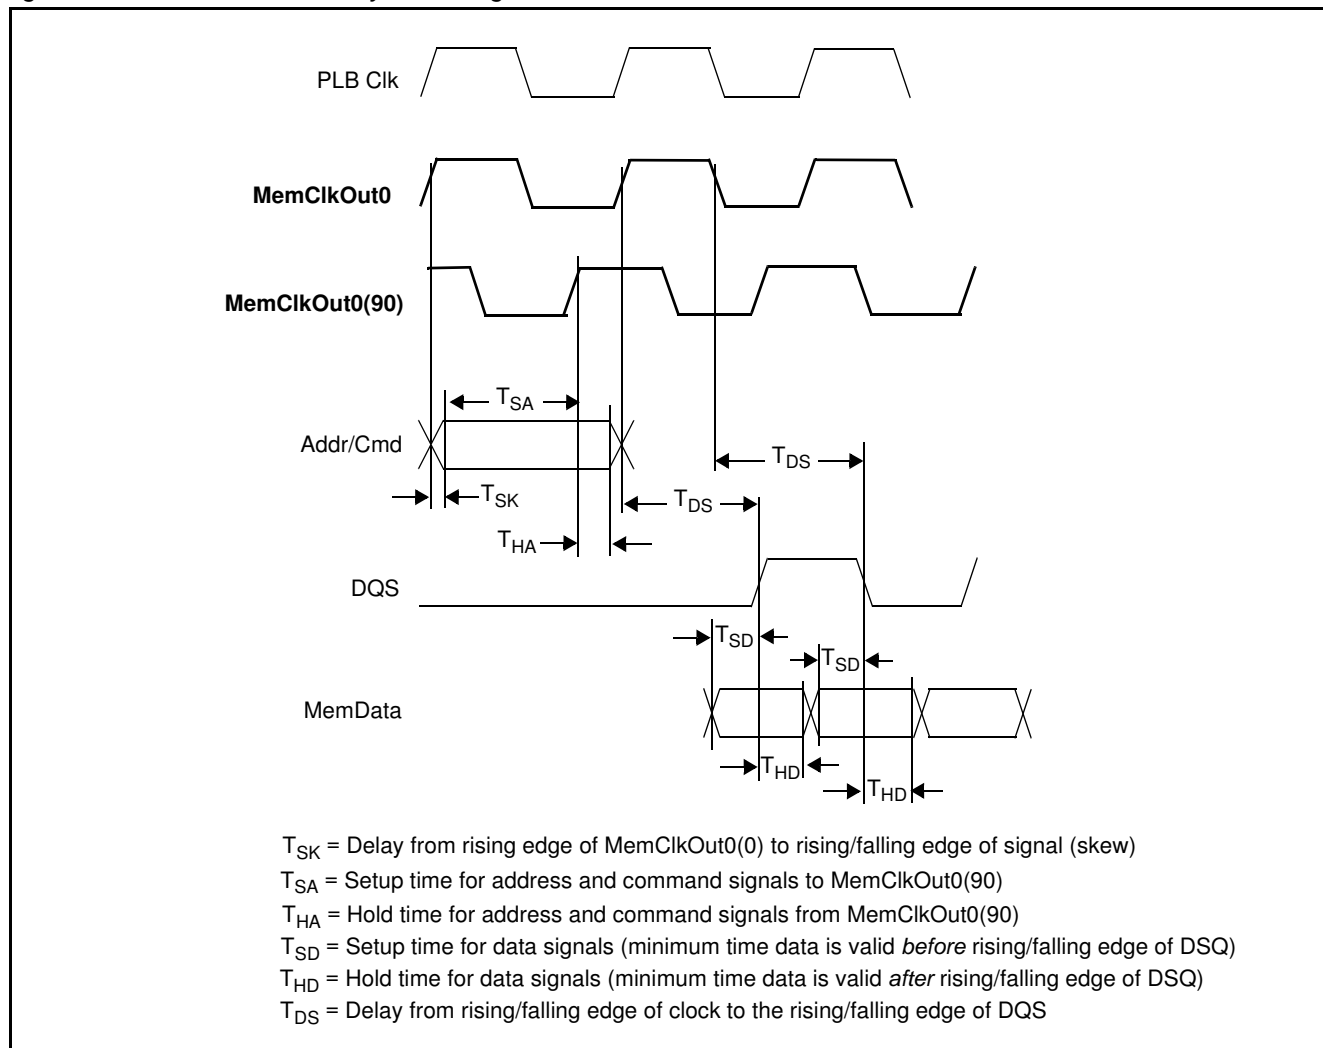 PLB Clk
MemClkOut0
MemClkOut0(90)
TSA
Addr/Cmd
TDS
TSK
TDS
THA
DQS
TSD
TSD
MemData
THD
THD
TSK = Delay from rising edge of MemClkOut0(0) to rising/falling edge of signal (skew)
TSA = Setup time for address and command signals to MemClkOut0(90)
THA = Hold time for address and command signals from MemClkOut0(90)
TSD = Setup time for data signals (minimum time data is valid before rising/falling edge of DSQ)
THD = Hold time for data signals (minimum time data is valid after rising/falling edge of DSQ)
TDS = Delay from rising/falling edge of clock to the rising/falling edge of DQS